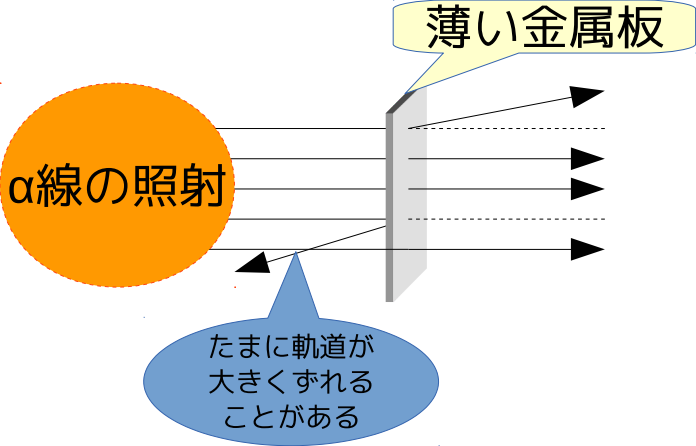 薄い金属板
α線の照射
たまに軌道が
大きくずれる
ことがある